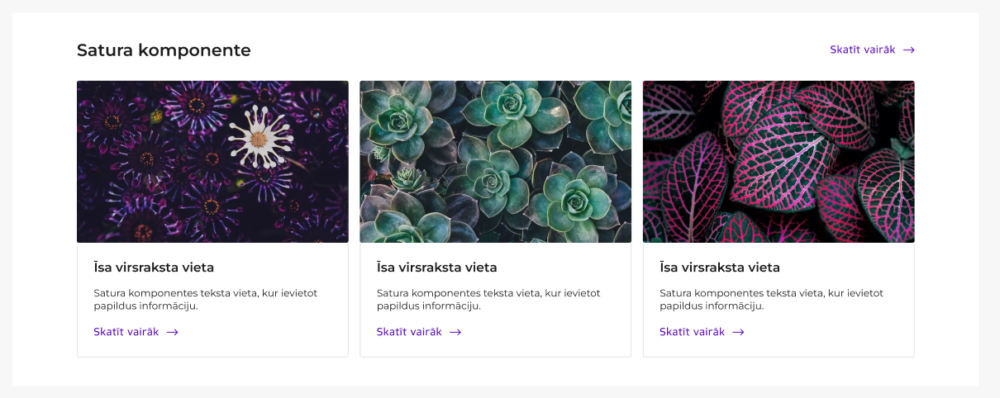 Satura komponente
Skatīt vairāk
Īsa virsraksta vieta
Satura komponentes teksta vieta, kur ievietot
papildus informāciju.
Skatīt vairāk
Īsa virsraksta vieta
Satura komponentes teksta vieta, kur ievietot
papildus informāciju.
Skatīt vairāk
Īsa virsraksta vieta
Satura komponentes teksta vieta, kur ievietot
papildus informāciju.
Skatīt vairāk